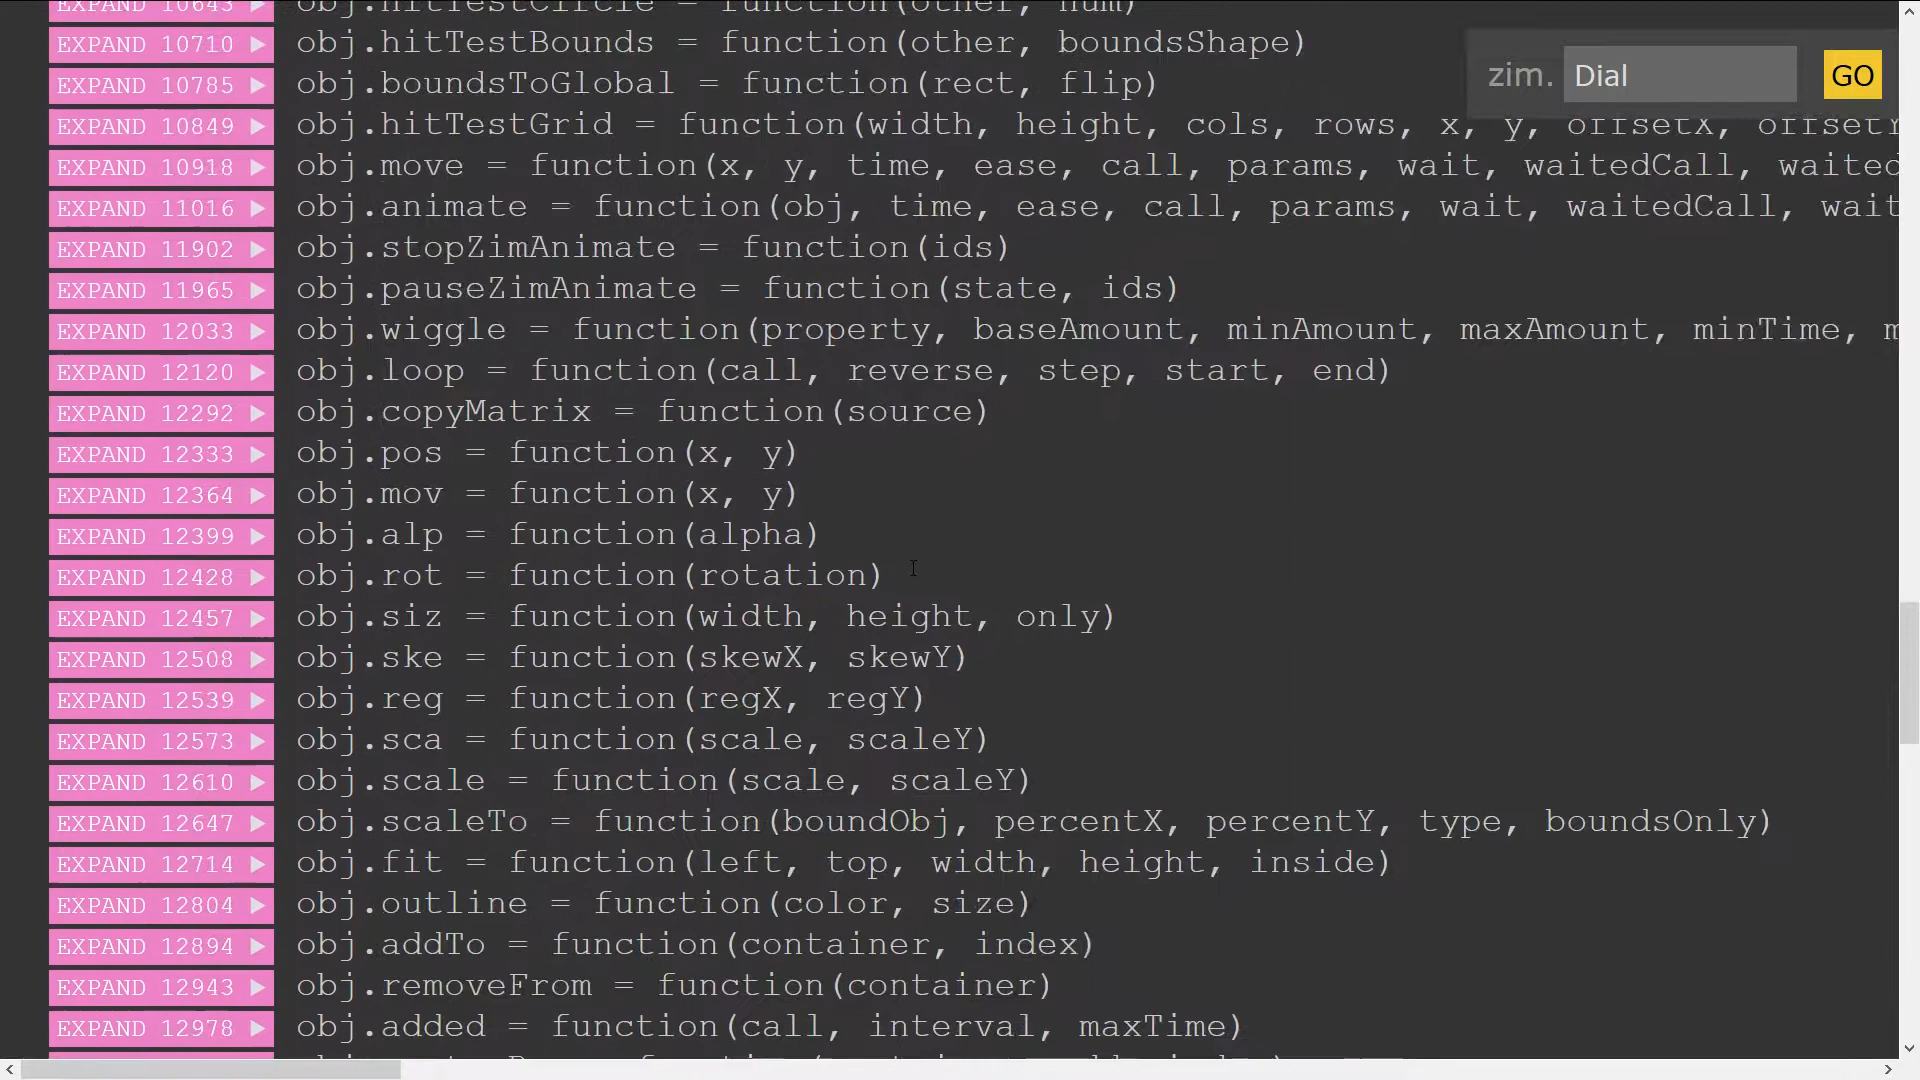 EXPAND 10643 obj.hitTestCircle = function(other, num)
EXPAND 10710 ▶ obj.hitTestBounds = function(other, boundsShape)
zim. Dial GO
EXPAND 10785 ▶ obj.boundsToGlobal = function(rect, flip)
EXPAND 10849 ▶ obj.hitTestGrid = function(width, height, cols, rows, x, y, offsetX, offsetY
EXPAND 10918 ▶ obj.move = function(x, y, time, ease, call, params, wait, waitedCall, waited
EXPAND 11016 ▶ obj.animate = function(obj, time, ease, call, params, wait, waitedCall, wait
EXPAND 11902 ▶ obj.stopZimAnimate = function(ids)
EXPAND 11965 ▶ obj.pauseZimAnimate = function(state, ids)
EXPAND 12033 ▶ obj.wiggle = function(property, baseAmount, minAmount, maxAmount, minTime, m
EXPAND 12120 ▶ obj.loop = function(call, reverse, step, start, end)
EXPAND 12292 ▶ obj.copyMatrix = function(source)
EXPAND 12333 ▶ obj.pos = function(x, y)
EXPAND 12364 ▶ obj.mov = function(x, y)
EXPAND 12399 ▶ obj.alp = function(alpha)
EXPAND 12428 ▶ obj.rot = function(rotation)
EXPAND 12457 ▶ obj.siz = function(width, height, only)
EXPAND 12508 ▶ obj.ske = function(skewX, skewY)
EXPAND 12539 ▶ obj.reg = function(regX, regY)
EXPAND 12573 ▶ obj.sca = function(scale, scaleY)
EXPAND 12610 ▶ obj.scale = function(scale, scaleY)
EXPAND 12647 ▶ obj.scaleTo = function(boundObj, percentX, percentY, type, boundsOnly)
EXPAND 12714 ▶ obj.fit = function(left, top, width, height, inside)
EXPAND 12804 ▶ obj.outline = function(color, size)
EXPAND 12894 ▶ obj.addTo = function(container, index)
EXPAND 12943 ▶ obj.removeFrom = function(container)
EXPAND 12978 ▶ obj.added = function(call, interval, maxTime)